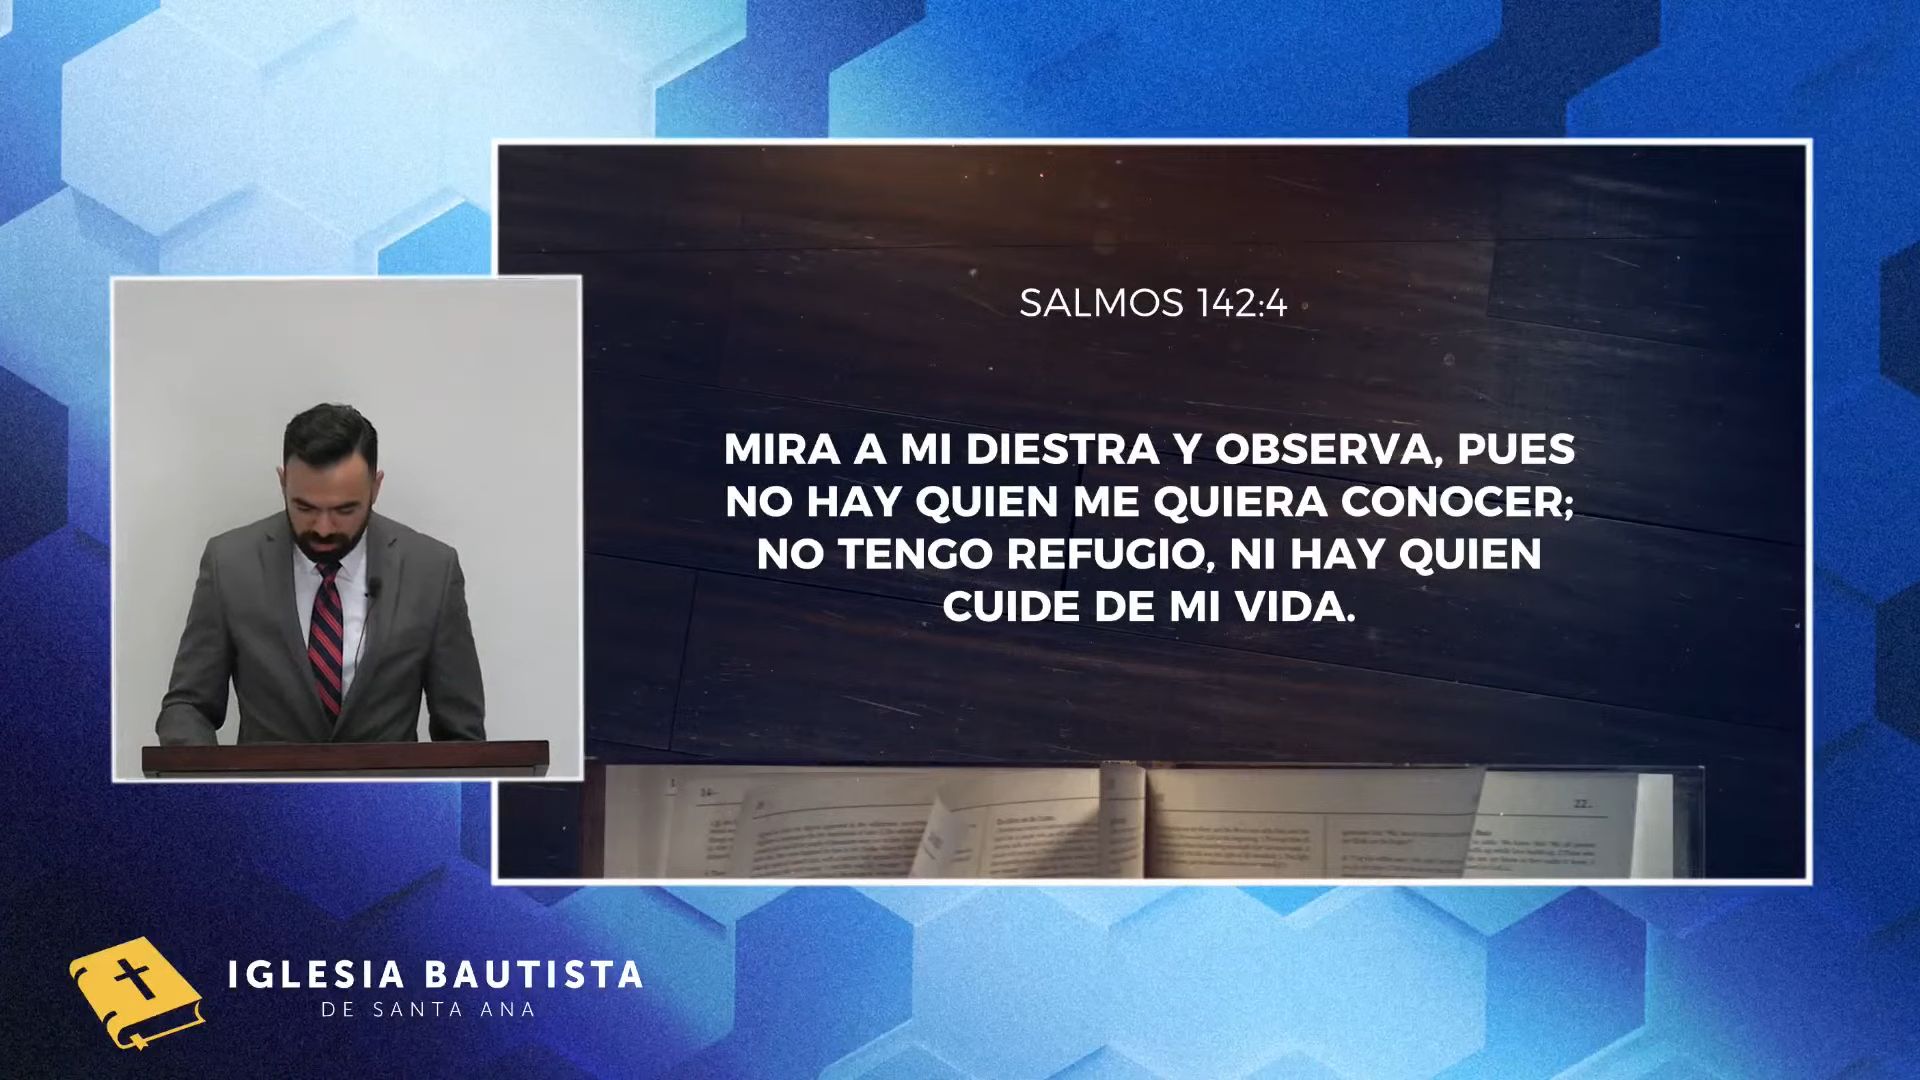 SALMOS 142:4
MIRA A MI DIESTRA Y OBSERVA, PUES
NO HAY QUIEN ME QUIERA CONOCER;
NO TENGO REFUGIO, NI HAY QUIEN
CUIDE DE MI VIDA.
IGLESIA BAUTISTA
DE SANTA ANA